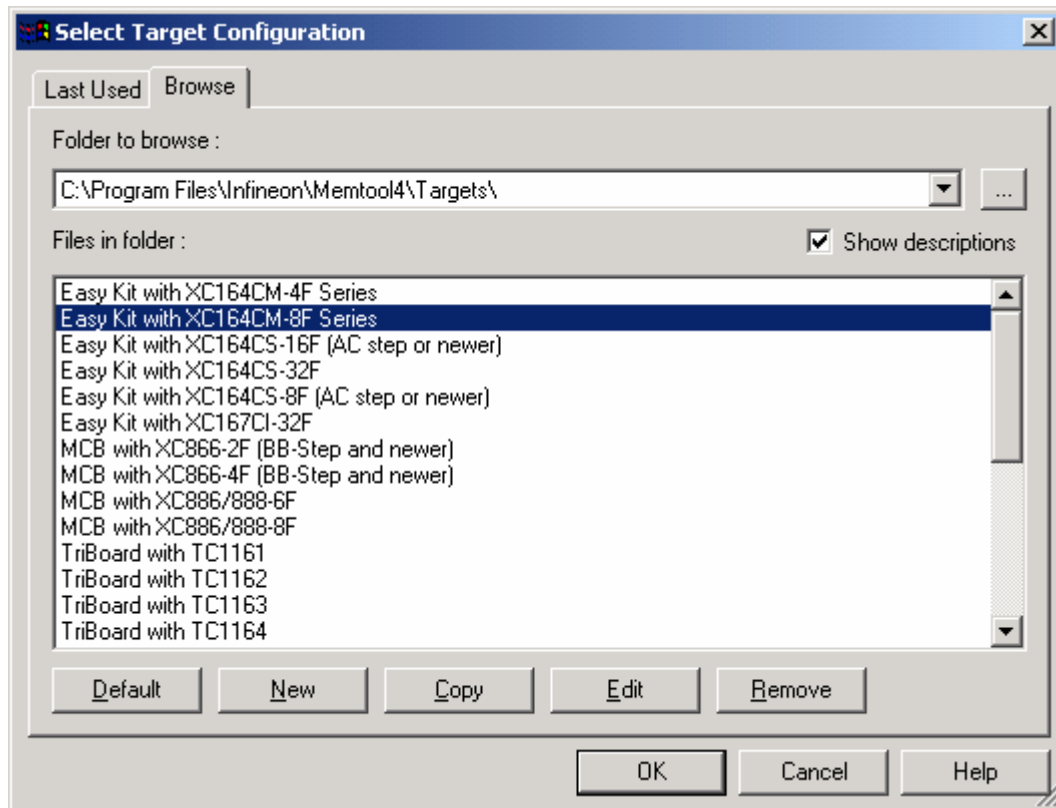 Select Target Configuration
Last Used Browse
Folder to browse :
C:\Program Files\Infineon\Memtool4\Targets\ ...
Files in folder : Show descriptions
Easy Kit with XC164CM-4F Series
Easy Kit with XC164CM-8F Series
Easy Kit with XC164CS-16F (AC step or newer)
Easy Kit with XC164CS-32F
Easy Kit with XC164CS-8F (AC step or newer)
Easy Kit with XC167CI-32F
MCB with XC866-2F (BB-Step and newer)
MCB with XC866-4F (BB-Step and newer)
MCB with XC886/888-6F
MCB with XC886/888-8F
TriBoard with TC1161
TriBoard with TC1162
TriBoard with TC1163
TriBoard with TC1164
Default New Copy Edit Remove
OK Cancel Help